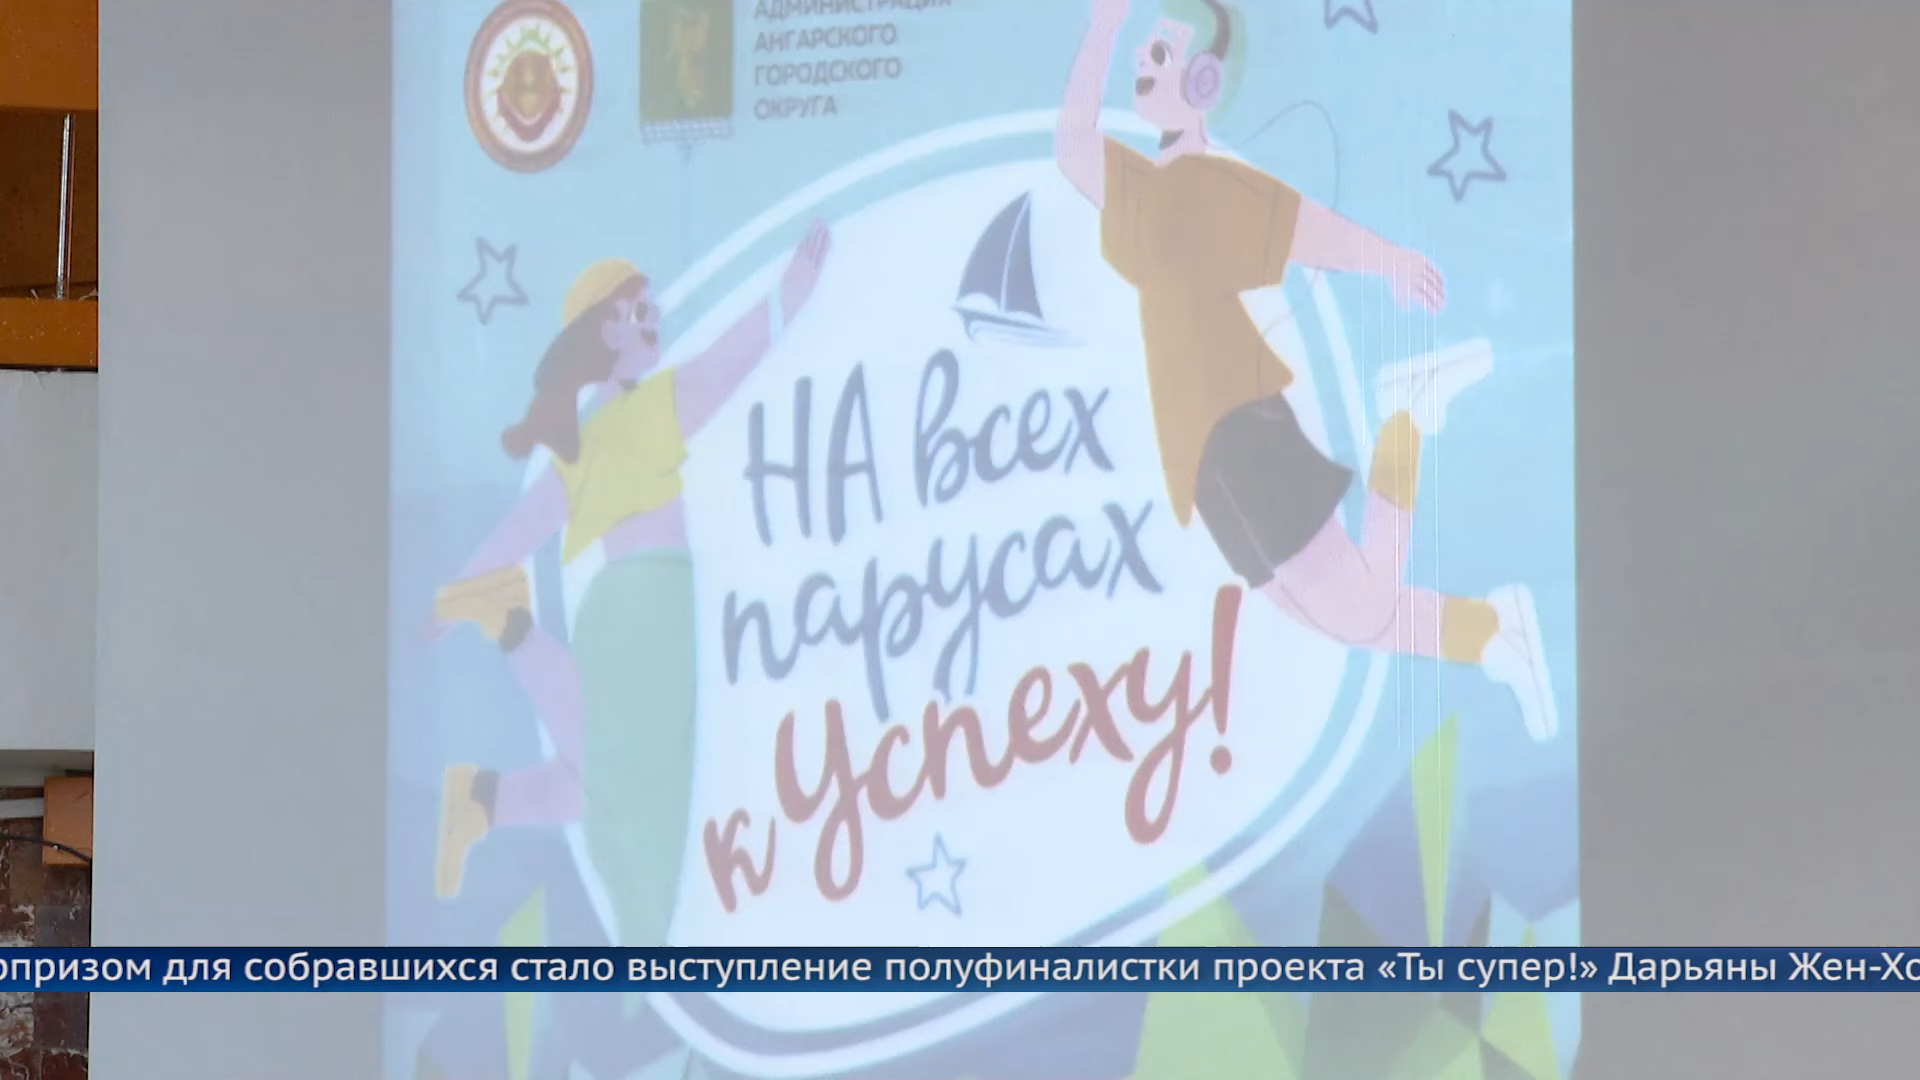 АДМИНИСТРАЦИЯ
АНГАРСКОГО
ГОРОДСКОГО
ОКРУГА
НА всех
парусах
к Успеху!
рпризом для собравшихся стало выступление полуфиналистки проекта «Ты супер!» Дарьяны Жен-Хо